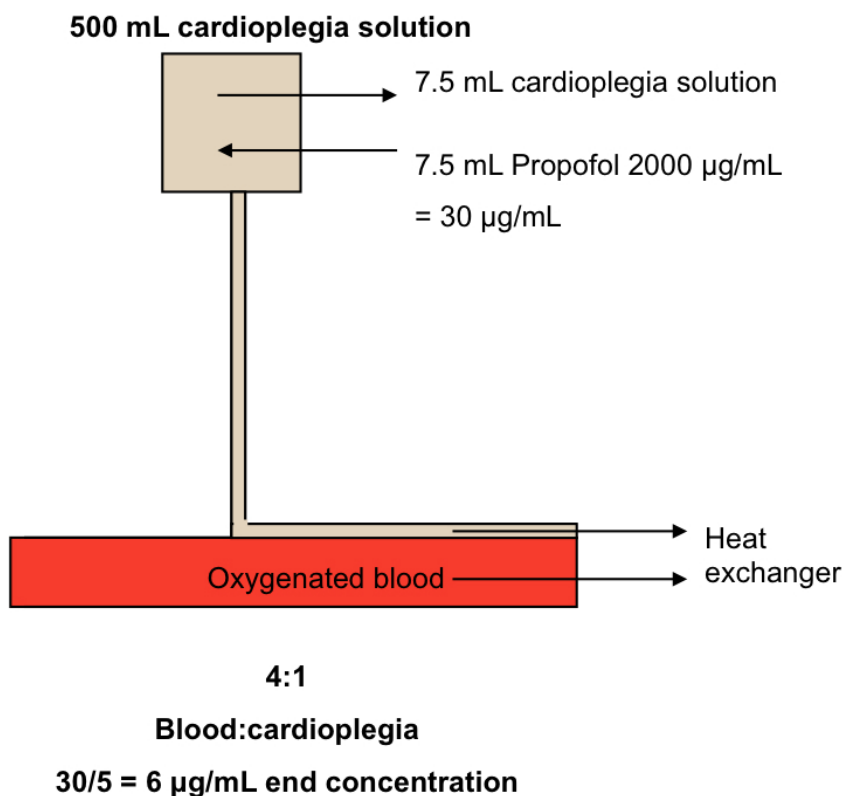 500 mL cardioplegia solution
7.5 mL cardioplegia solution
7.5 mL Propofol 2000 µg/mL
= 30 µg/mL
Heat
exchanger
Oxygenated blood
4:1
Blood:cardioplegia
30/5 = 6 µg/mL end concentration